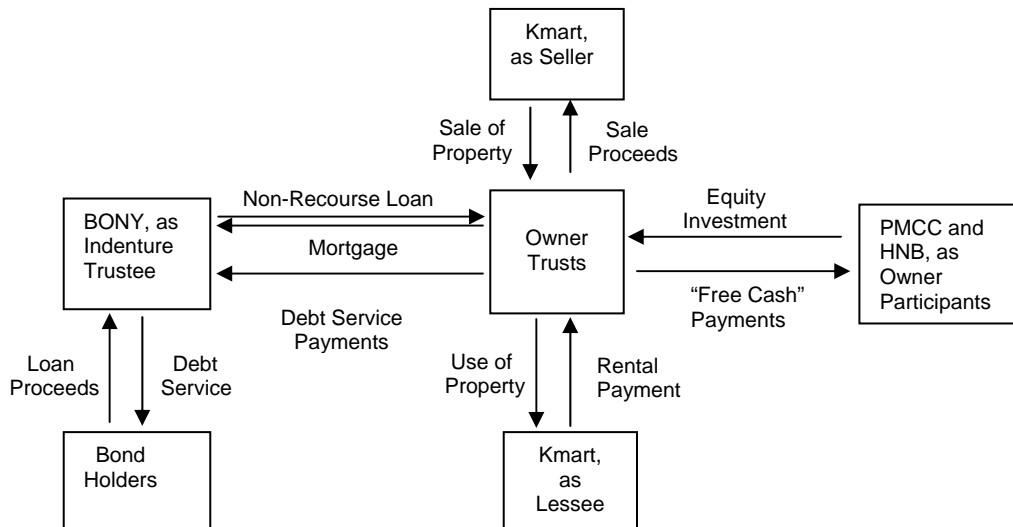 Kmart,
as Seller
Sale of
Property
Sale
Proceeds
Non-Recourse Loan
Equity
Investment
BONY, as
Indenture
Trustee
Mortgage
Owner
Trusts
PMCC and
HNB, as
Owner
Participants
Debt Service
Payments
“Free Cash”
Payments
Loan
Proceeds
Debt
Service
Use of
Property
Rental
Payment
Bond
Holders
Kmart,
as
Lessee